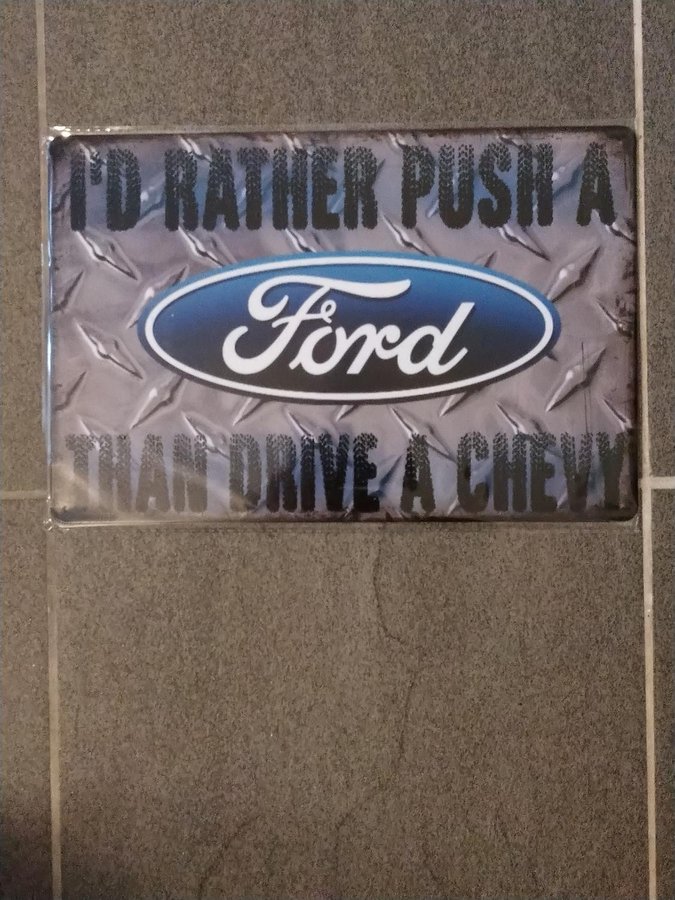 I'D RATHER PUSH A
Ford
THAN DRIVE A CHEVY